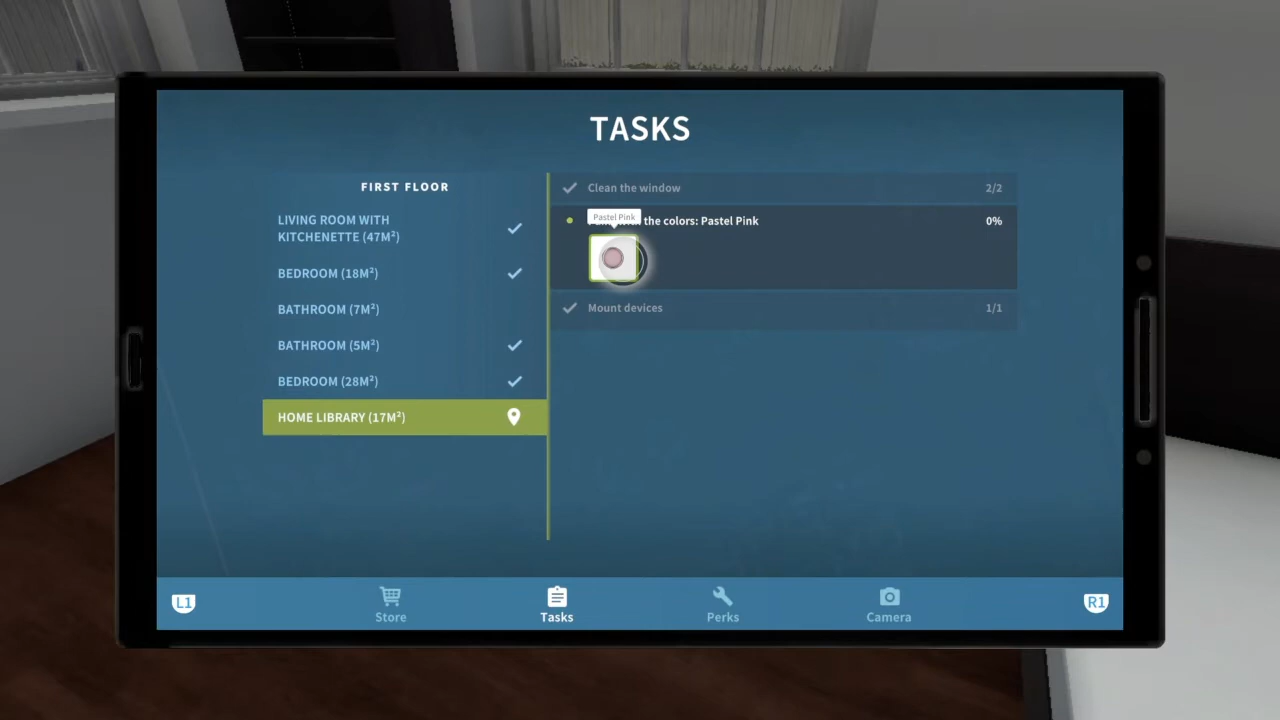 TASKS
FIRST FLOOR
LIVING ROOM WITH
KITCHENETTE (47M²)
BEDROOM (18M²)
BATHROOM (7M²)
BATHROOM (5M²)
BEDROOM (28M²)
HOME LIBRARY (17M²)
Clean the window 2/2
Pastel Pink
the colors: Pastel Pink 0%
Mount devices 1/1
L1
Store
Tasks
Perks
Camera
R1